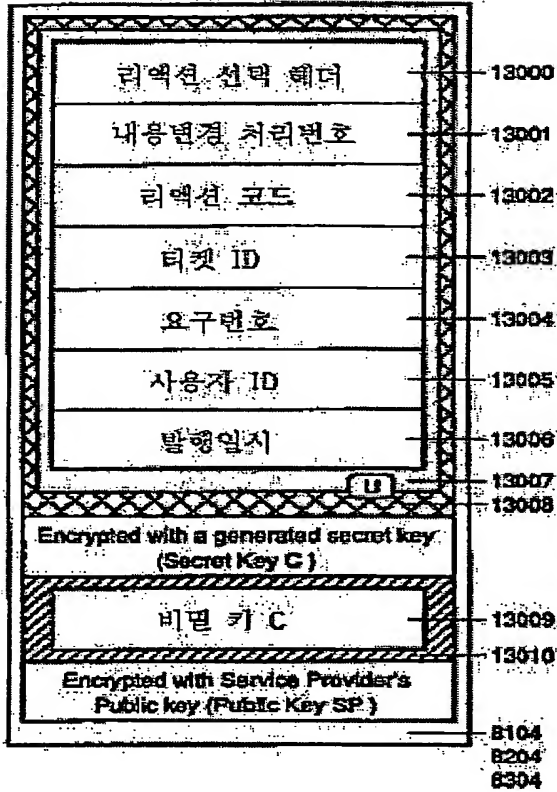 리액션 선택 헤더 13000
내용변경 처리번호 13001
리액션 코드 13002
티켓 ID 13003
요구번호 13004
사용자 ID 13005
발행일시 13006
U 13007
13008
Encrypted with a generated secret key
(Secret Key C)
비밀 키 C 13009
13010
Encrypted with Service Provider's
Public key (Public Key SP)
8104
8204
8304